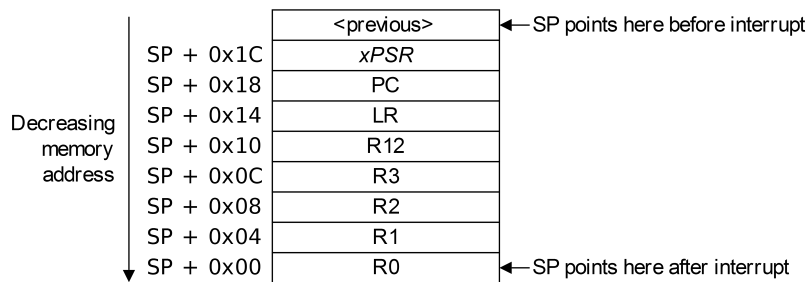 <previous> SP points here before interrupt
SP + 0x1C xPSR
SP + 0x18 PC
SP + 0x14 LR
Decreasing
memory
address
SP + 0x10 R12
SP + 0x0C R3
SP + 0x08 R2
SP + 0x04 R1
SP + 0x00 R0 SP points here after interrupt